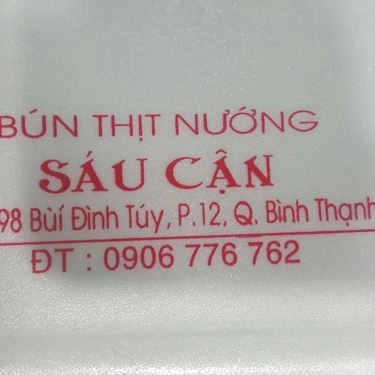 BÚN THỊT NƯỚNG
SÁU CẬN
98 Bùi Đình Túy, P.12, Q. Bình Thạnh
ĐT : 0906 776 762